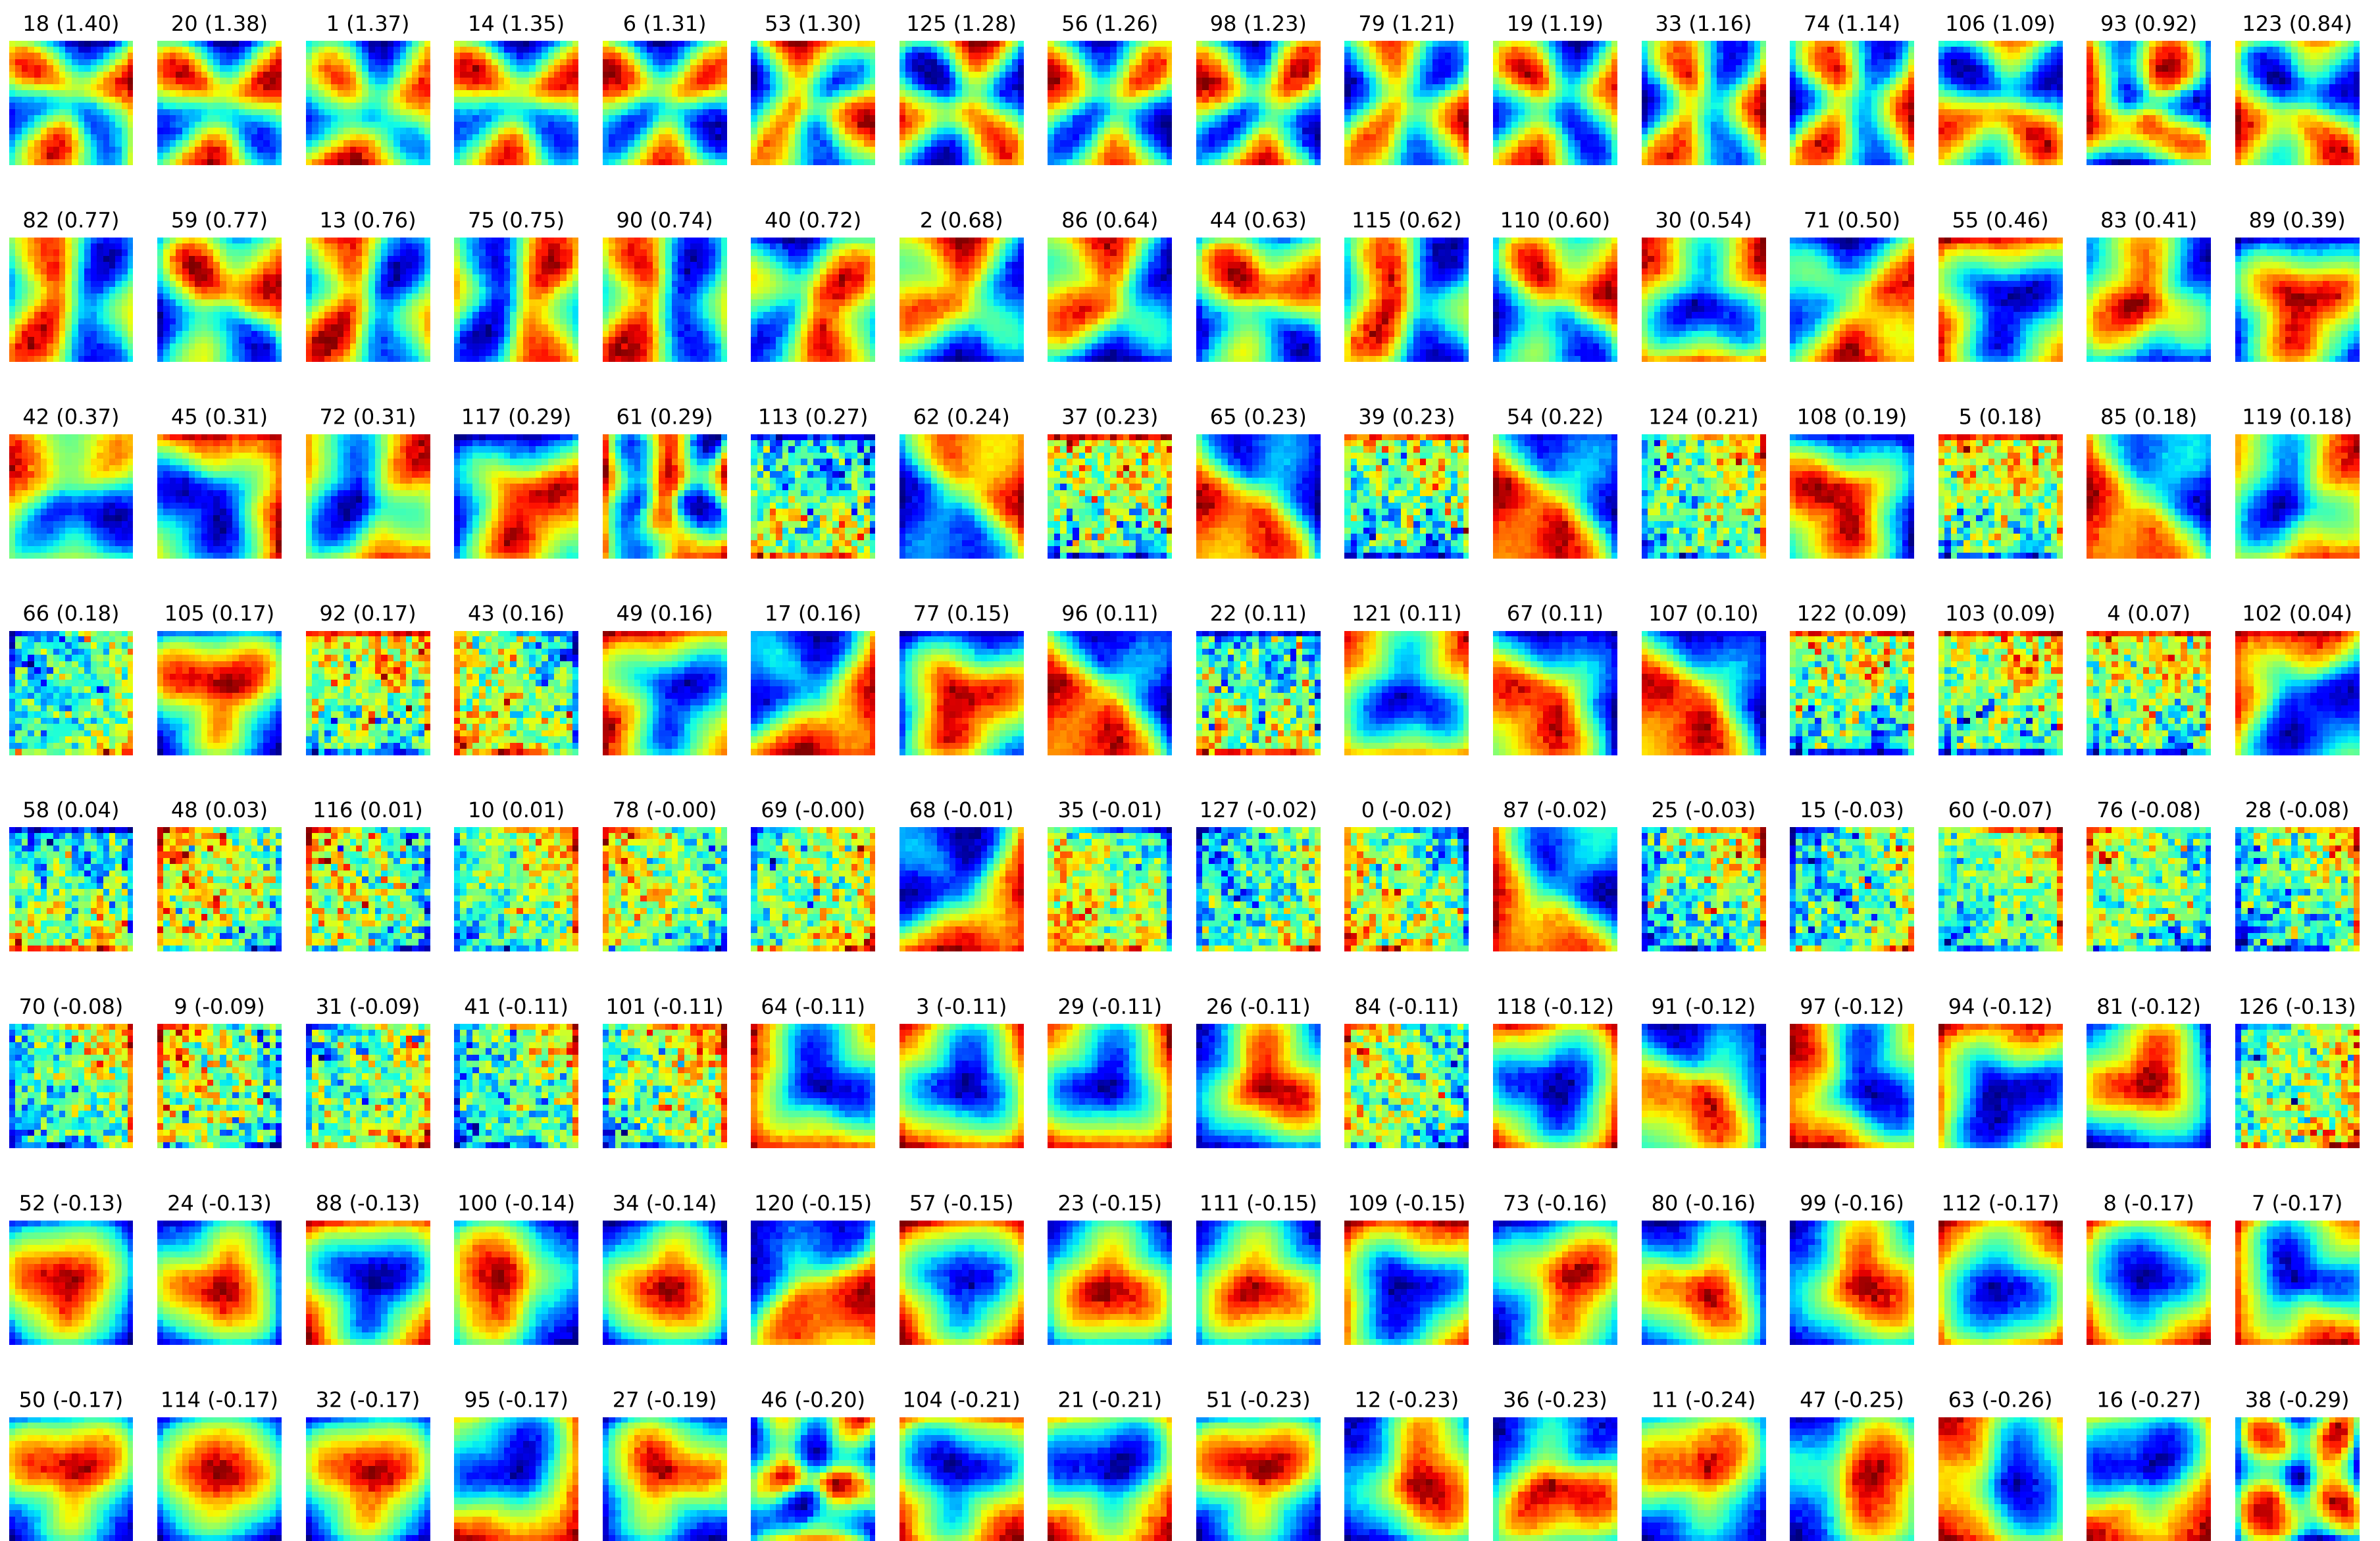 18 (1.40) 20 (1.38) 1 (1.37) 14 (1.35) 6 (1.31) 53 (1.30) 125 (1.28) 56 (1.26) 98 (1.23) 79 (1.21) 19 (1.19) 33 (1.16) 74 (1.14) 106 (1.09) 93 (0.92) 123 (0.84)
82 (0.77) 59 (0.77) 13 (0.76) 75 (0.75) 90 (0.74) 40 (0.72) 2 (0.68) 86 (0.64) 44 (0.63) 115 (0.62) 110 (0.60) 30 (0.54) 71 (0.50) 55 (0.46) 83 (0.41) 89 (0.39)
42 (0.37) 45 (0.31) 72 (0.31) 117 (0.29) 61 (0.29) 113 (0.27) 62 (0.24) 37 (0.23) 65 (0.23) 39 (0.23) 54 (0.22) 124 (0.21) 108 (0.19) 5 (0.18) 85 (0.18) 119 (0.18)
66 (0.18) 105 (0.17) 92 (0.17) 43 (0.16) 49 (0.16) 17 (0.16) 77 (0.15) 96 (0.11) 22 (0.11) 121 (0.11) 67 (0.11) 107 (0.10) 122 (0.09) 103 (0.09) 4 (0.07) 102 (0.04)
58 (0.04) 48 (0.03) 116 (0.01) 10 (0.01) 78 (-0.00) 69 (-0.00) 68 (-0.01) 35 (-0.01) 127 (-0.02) 0 (-0.02) 87 (-0.02) 25 (-0.03) 15 (-0.03) 60 (-0.07) 76 (-0.08) 28 (-0.08)
70 (-0.08) 9 (-0.09) 31 (-0.09) 41 (-0.11) 101 (-0.11) 64 (-0.11) 3 (-0.11) 29 (-0.11) 26 (-0.11) 84 (-0.11) 118 (-0.12) 91 (-0.12) 97 (-0.12) 94 (-0.12) 81 (-0.12) 126 (-0.13)
52 (-0.13) 24 (-0.13) 88 (-0.13) 100 (-0.14) 34 (-0.14) 120 (-0.15) 57 (-0.15) 23 (-0.15) 111 (-0.15) 109 (-0.15) 73 (-0.16) 80 (-0.16) 99 (-0.16) 112 (-0.17) 8 (-0.17) 7 (-0.17)
50 (-0.17) 114 (-0.17) 32 (-0.17) 95 (-0.17) 27 (-0.19) 46 (-0.20) 104 (-0.21) 21 (-0.21) 51 (-0.23) 12 (-0.23) 36 (-0.23) 11 (-0.24) 47 (-0.25) 63 (-0.26) 16 (-0.27) 38 (-0.29)